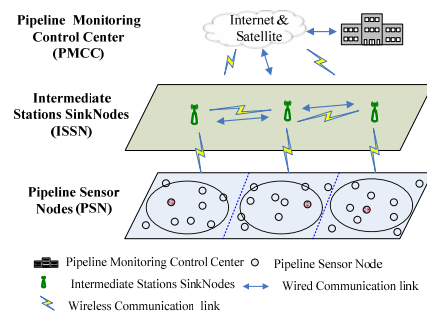 Pipeline Monitoring
Control Center
(PMCC)
Internet &
Satellite
Intermediate
Stations SinkNodes
(ISSN)
Pipeline Sensor
Nodes (PSN)
Pipeline Monitoring Control Center
Pipeline Sensor Node
Intermediate Stations SinkNodes
Wired Communication link
Wireless Communication link